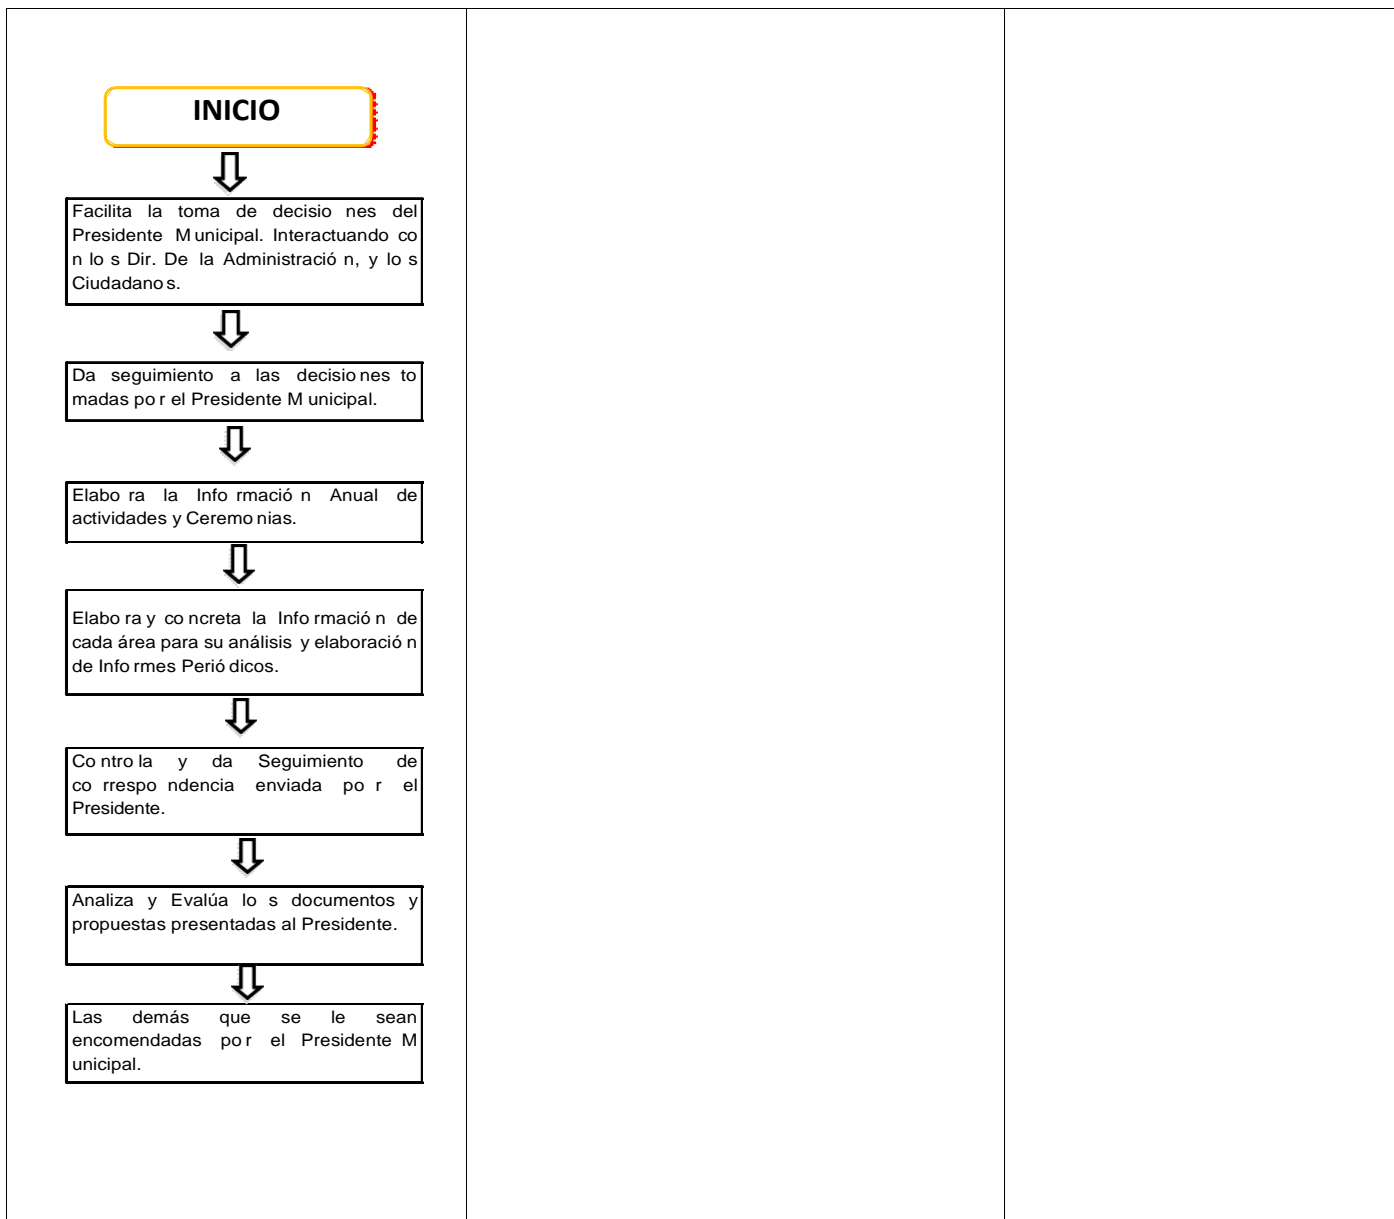 INICIO
Facilita la toma de decisio nes del
Presidente M unicipal. Interactuando co
n lo s Dir. De la Administració n, y lo s
Ciudadano s.
Da seguimiento a las decisio nes to
madas po r el Presidente M unicipal.
Elabo ra la Info rmació n Anual de
actividades y Ceremo nias.
Elabo ra y co ncreta la Info rmació n de
cada área para su análisis y elaboració n
de Info rmes Perió dicos.
Co ntro la y da Seguimiento de
co rrespo ndencia enviada po r el
Presidente.
Analiza y Evalúa lo s documentos y
propuestas presentadas al Presidente.
Las demás que se le sean
encomendadas po r el Presidente M
unicipal.